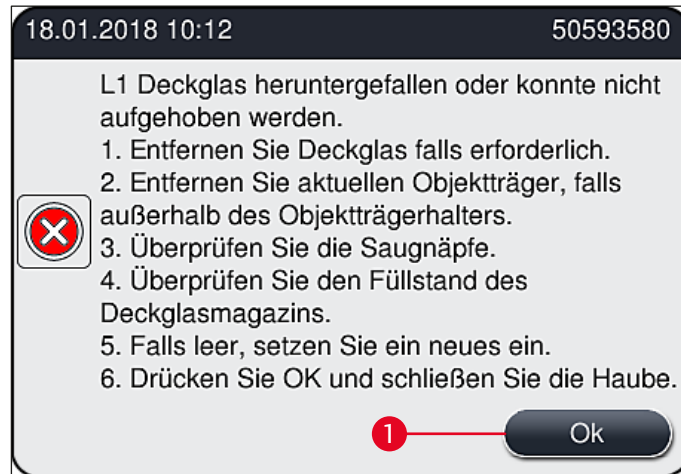 18.01.2018 10:12 50593580
L1 Deckglas heruntergefallen oder konnte nicht
aufgehoben werden.
1. Entfernen Sie Deckglas falls erforderlich.
2. Entfernen Sie aktuellen Objektträger, falls
außerhalb des Objektträgerhalters.
3. Überprüfen Sie die Saugnäpfe.
4. Überprüfen Sie den Füllstand des
Deckglasmagazins.
5. Falls leer, setzen Sie ein neues ein.
6. Drücken Sie OK und schließen Sie die Haube.
1 Ok